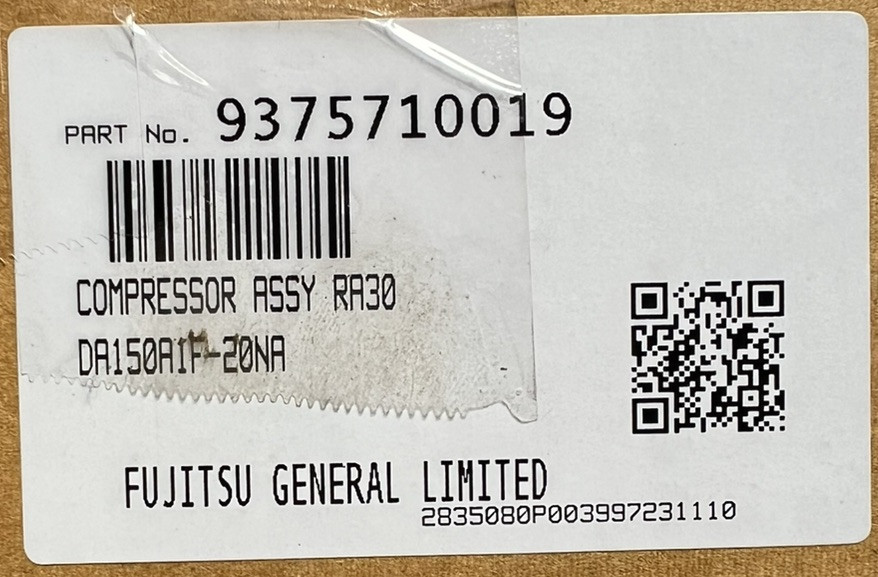 PART No. 9375710019
COMPRESSOR ASSY RA30
DA150A1F-20NA
FUJITSU GENERAL LIMITED
2835080P003997231110